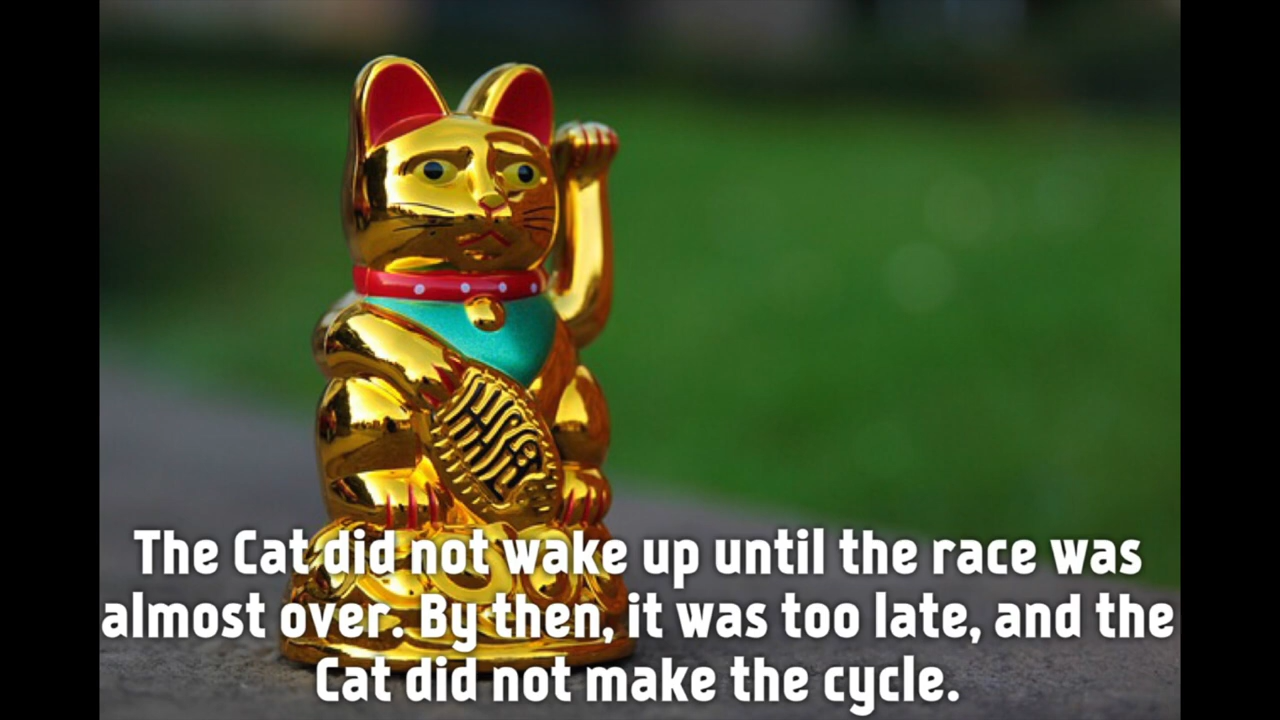 The Cat did not wake up until the race was
almost over. By then, it was too late, and the
Cat did not make the cycle.